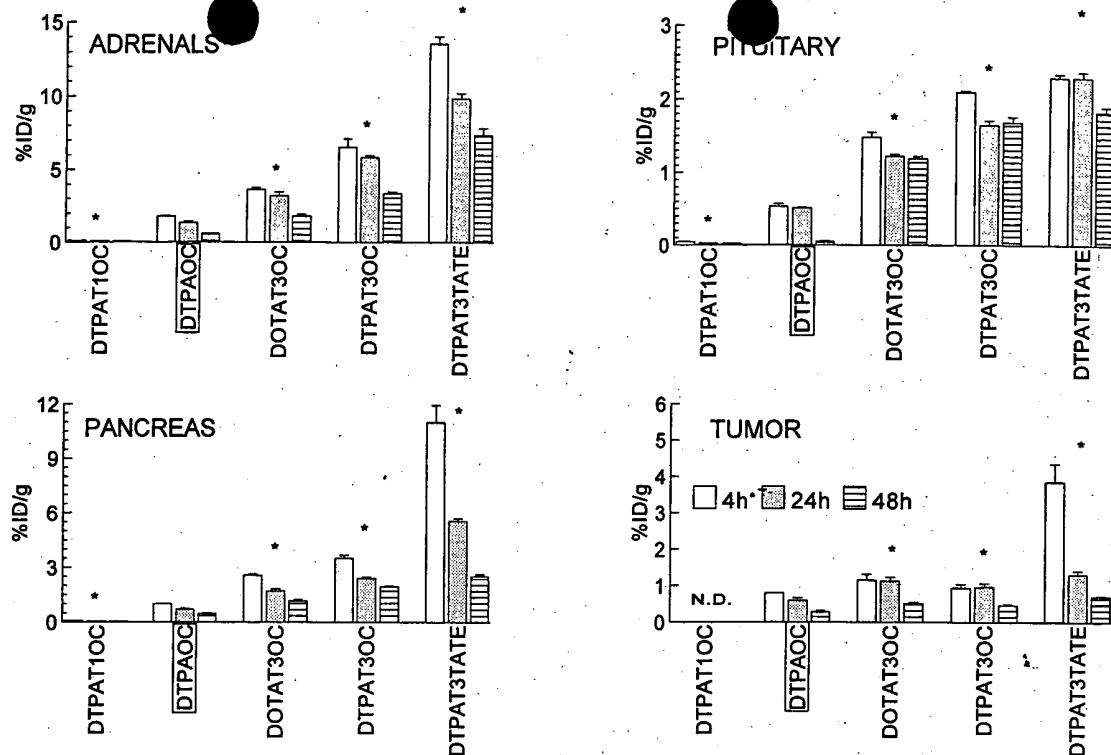 ADRENALS
15
10
5
0
%ID/g
*
*
*
*
DTPAT1OC
DTPAOC
DOTAT3OC
DTPAT3OC
DTPAT3TATE
PITUITARY
3
2
1
0
%ID/g
*
*
*
*
DTPAT1OC
DTPAOC
DOTAT3OC
DTPAT3OC
DTPAT3TATE
PANCREAS
12
9
6
3
0
%ID/g
*
*
*
*
DTPAT1OC
DTPAOC
DOTAT3OC
DTPAT3OC
DTPAT3TATE
TUMOR
6
5
4
3
2
1
0
%ID/g
4h 24h 48h
N.D.
*
*
*
DTPAT1OC
DTPAOC
DOTAT3OC
DTPAT3OC
DTPAT3TATE